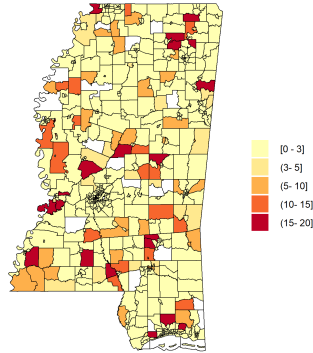 [0 - 3]
(3- 5]
(5- 10]
(10- 15]
(15- 20]